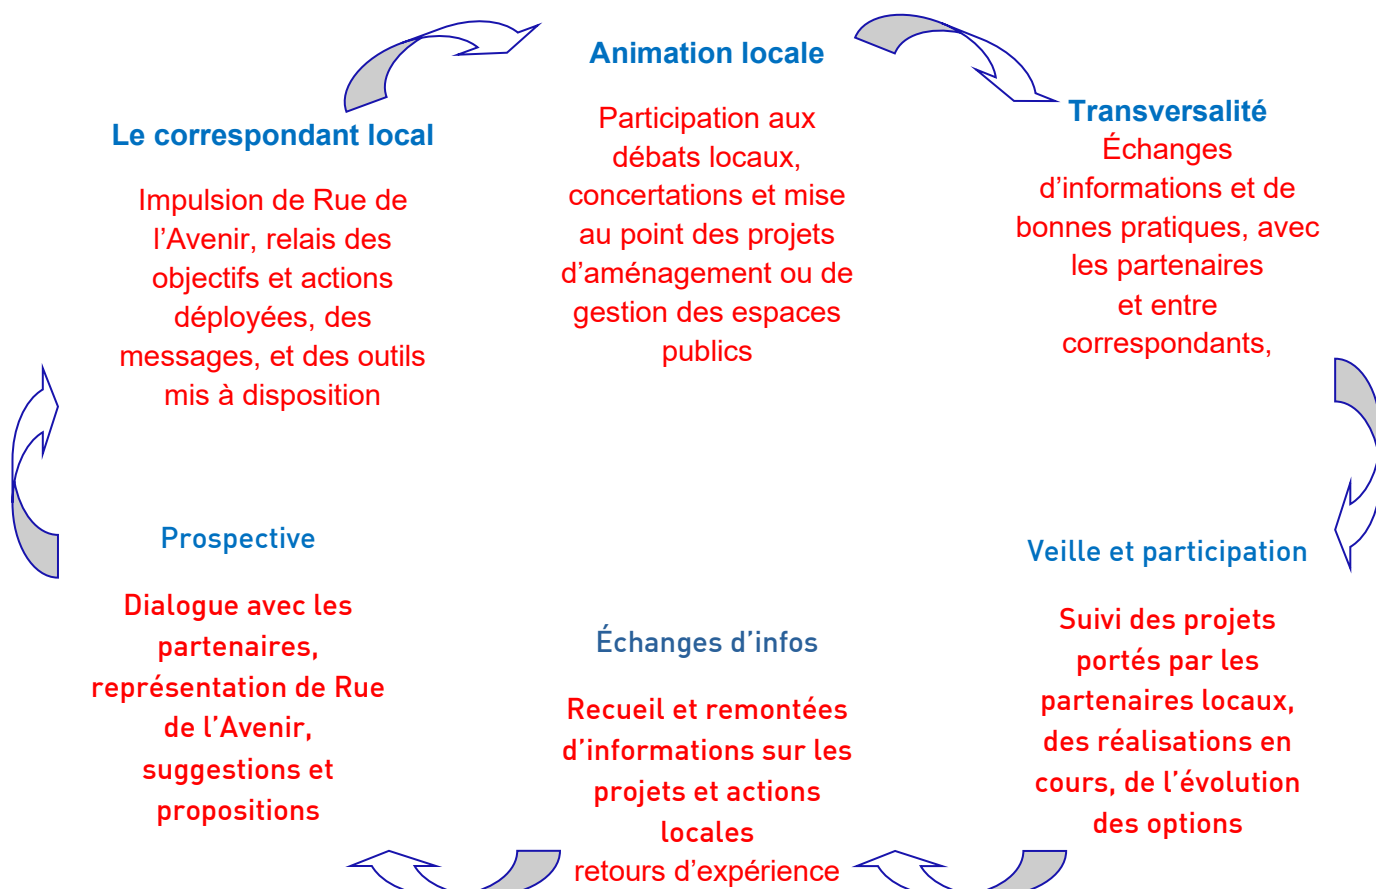 Le correspondant local
Impulsion de Rue de
l’Avenir, relais des
objectifs et actions
déployées, des
messages, et des outils
mis à disposition
Animation locale
Participation aux
débats locaux,
concertations et mise
au point des projets
d’aménagement ou de
gestion des espaces
publics
Transversalité
Échanges
d’informations et de
bonnes pratiques, avec
les partenaires
et entre
correspondants,
Veille et participation
Suivi des projets
portés par les
partenaires locaux,
des réalisations en
cours, de l’évolution
des options
Échanges d’infos
Recueil et remontées
d’informations sur les
projets et actions
locales
retours d’expérience
Prospective
Dialogue avec les
partenaires,
représentation de Rue
de l’Avenir,
suggestions et
propositions